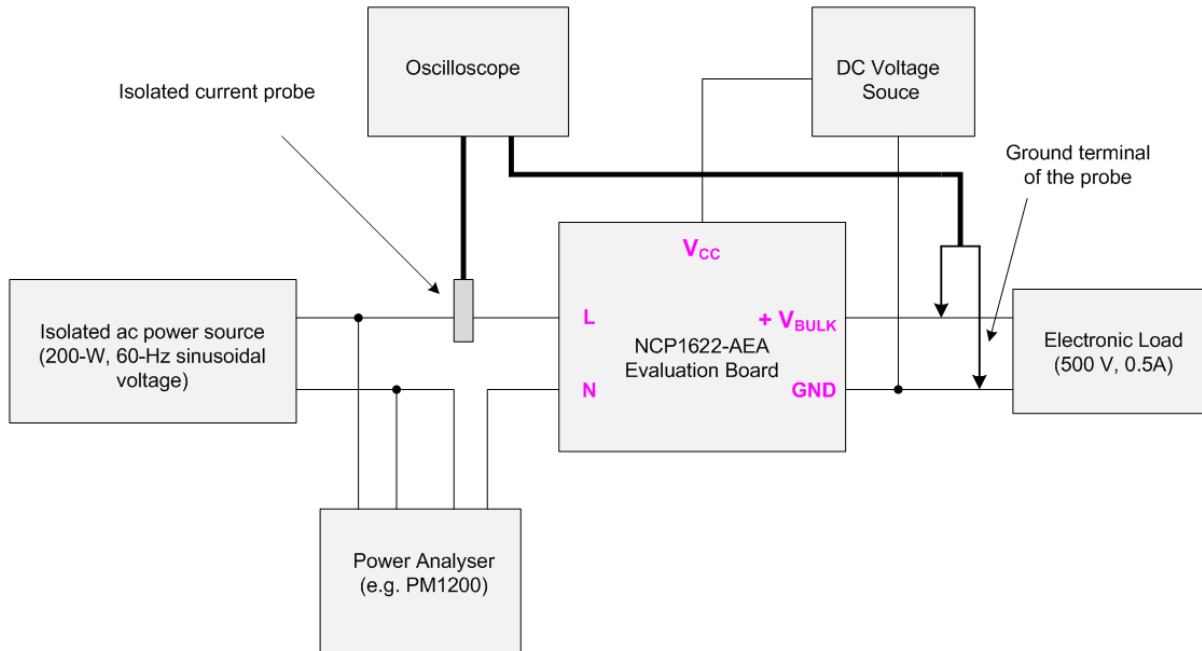 Oscilloscope
DC Voltage
Souce
Isolated current probe
Ground terminal
of the probe
VCC
Isolated ac power source
(200-W, 60-Hz sinusoidal
voltage)
L
+ VBULK
NCP1622-AEA
Evaluation Board
N
GND
Electronic Load
(500 V, 0.5A)
Power Analyser
(e.g. PM1200)